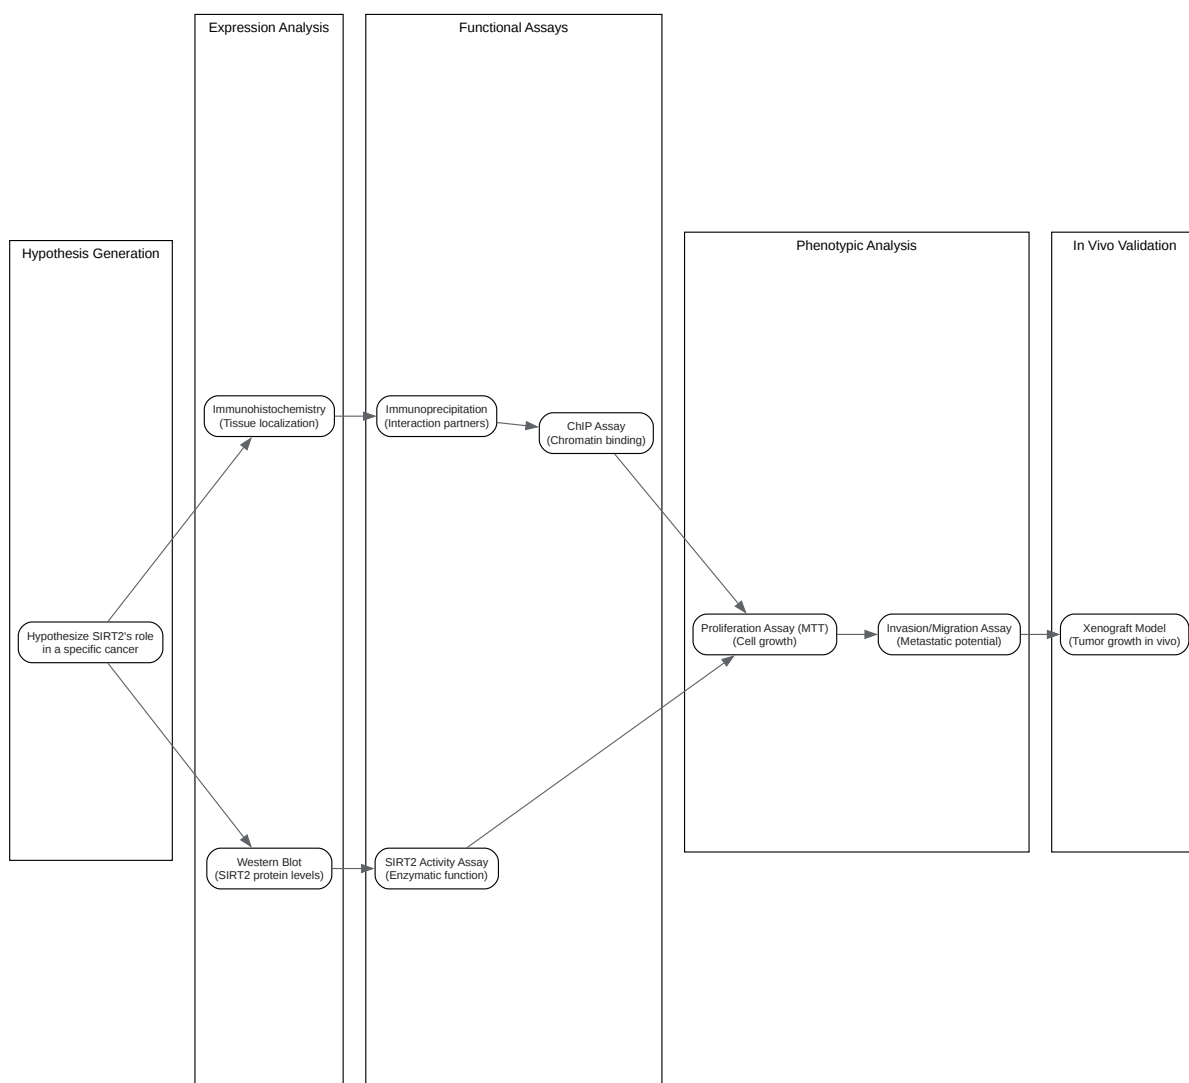 Expression Analysis
Functional Assays
Hypothesis Generation
Phenotypic Analysis
In Vivo Validation
Immunohistochemistry
(Tissue localization)
Immunoprecipitation
(Interaction partners)
ChIP Assay
(Chromatin binding)
Hypothesize SIRT2's role
in a specific cancer
Proliferation Assay (MTT)
(Cell growth)
Invasion/Migration Assay
(Metastatic potential)
Xenograft Model
(Tumor growth in vivo)
Western Blot
(SIRT2 protein levels)
SIRT2 Activity Assay
(Enzymatic function)